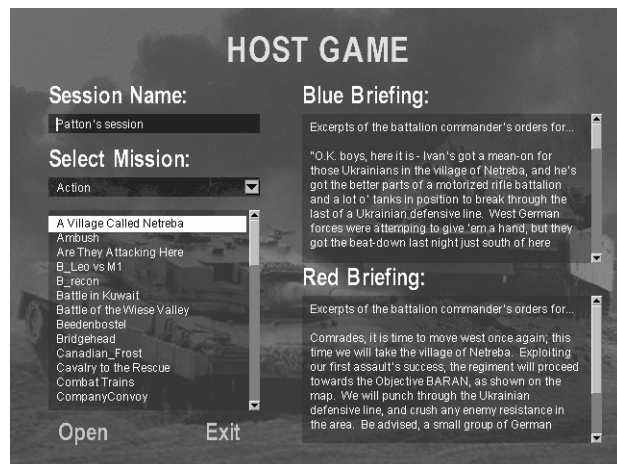 HOST GAME
Session Name:
Patton's session
Select Mission:
Action
A Village Called Netreba
Ambush
Are They Attacking Here
B_Leo vs M1
B_recon
Battle in Kuwait
Battle of the Wiese Valley
Beedenbostel
Bridgehead
Canadian_Frost
Cavalry to the Rescue
Combat Trains
CompanyConvoy
Open
Exit
Blue Briefing:
Excerpts of the battalion commander's orders for...
"O.K. boys, here it is - Ivan's got a mean-on for
those Ukrainians in the village of Netreba, and he's
got the better parts of a motorized rifle battalion
and a lot o' tanks in position to break through the
last of a Ukrainian defensive line. West German
forces were attemping to give 'em a hand, but they
got the beat-down last night just south of here
Red Briefing:
Excerpts of the battalion commander's orders for...
Comrades, it is time to move west once again; this
time we will take the village of Netreba. Exploiting
our first assault's success, the regiment will proceed
towards the Objective BARAN, as shown on the
map. We will punch through the Ukrainian
defensive line, and crush any enemy resistance in
the area. Be advised, a small group of German